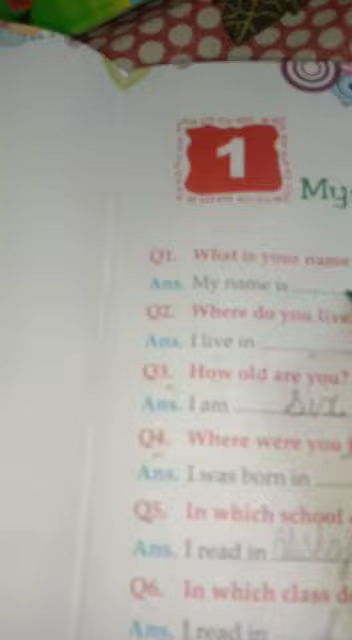 1
My
Q1. What is your name
Ans. My name is
Q2. Where do you live
Ans. I live in
Q3. How old are you?
Ans. I am Six
Q4. Where were you
Ans. I was born in
Q5. In which school
Ans. I read in
Q6. In which class
Ans. I read in